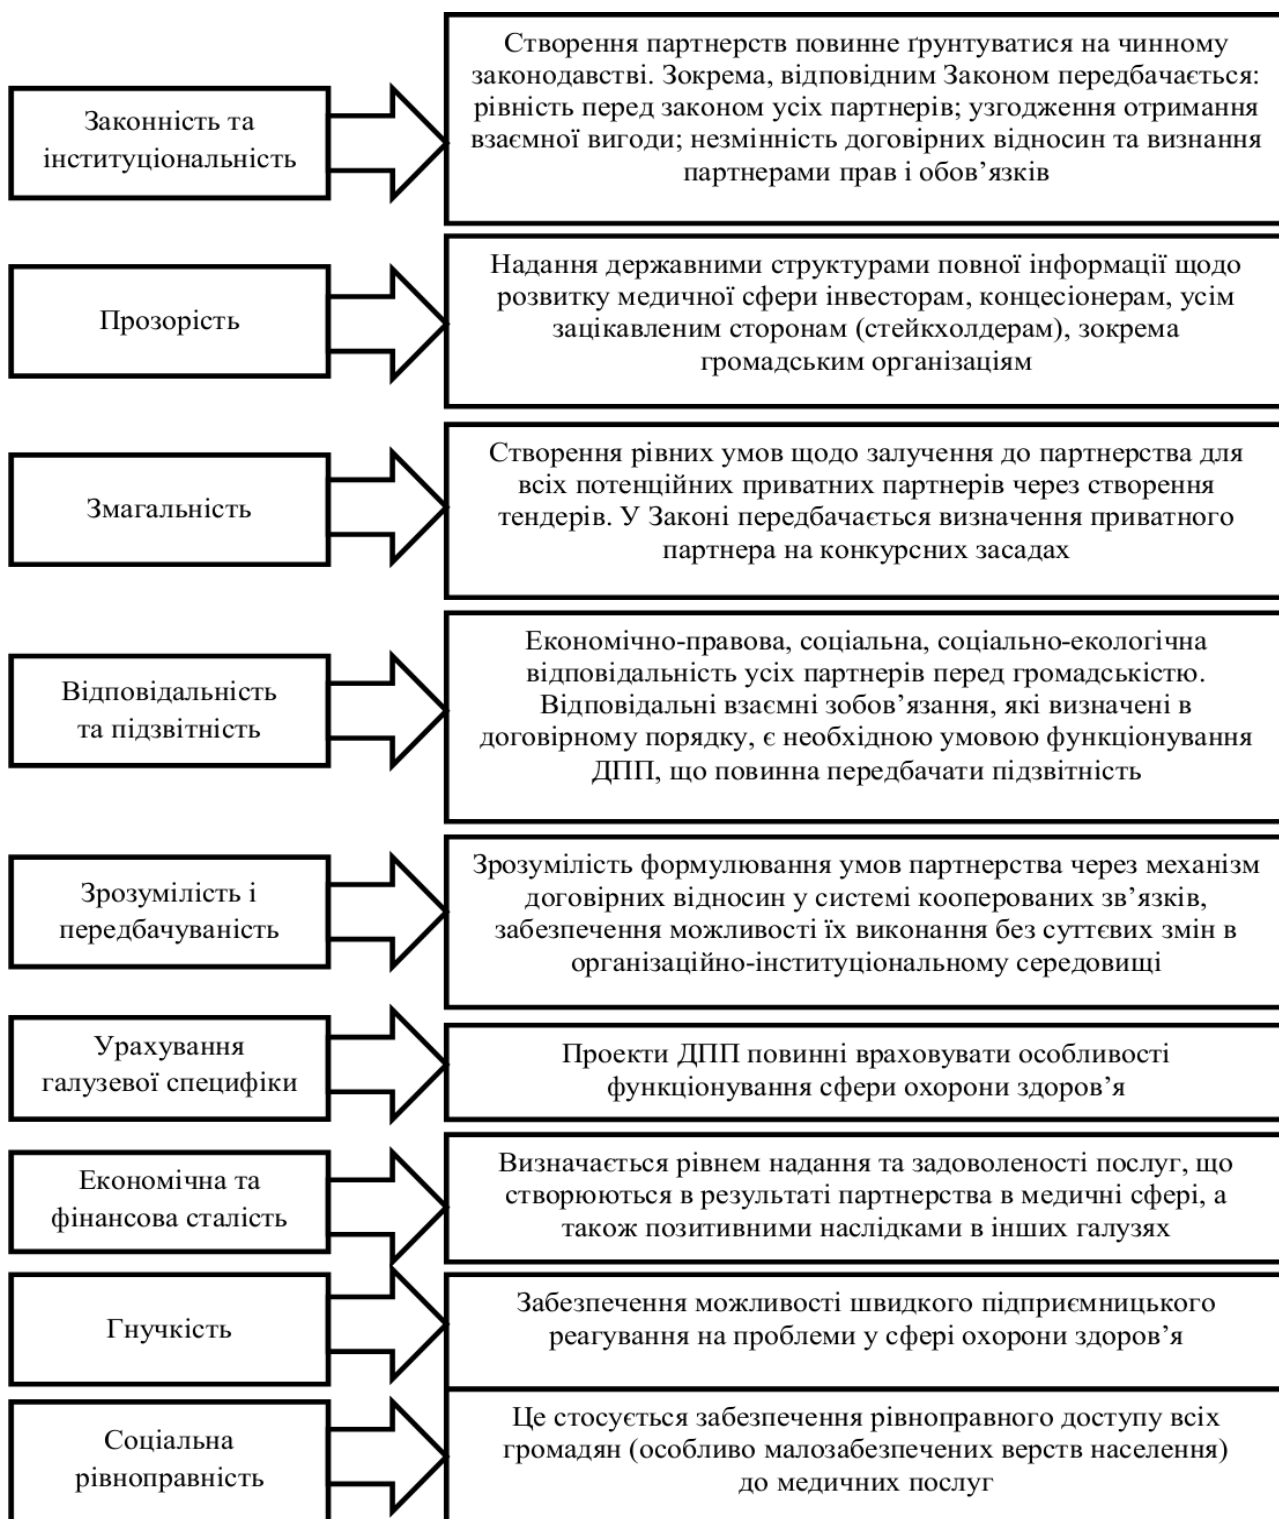 Законність та
інституціональність
Створення партнерств повинне ґрунтуватися на чинному
законодавстві. Зокрема, відповідним Законом передбачається:
рівність перед законом усіх партнерів; узгодження отримання
взаємної вигоди; незмінність договірних відносин та визнання
партнерами прав і обов’язків
Прозорість
Надання державними структурами повної інформації щодо
розвитку медичної сфери інвесторам, концесіонерам, усім
зацікавленим сторонам (стейкхолдерам), зокрема
громадським організаціям
Змагальність
Створення рівних умов щодо залучення до партнерства для
всіх потенційних приватних партнерів через створення
тендерів. У Законі передбачається визначення приватного
партнера на конкурсних засадах
Відповідальність
та підзвітність
Економічно-правова, соціальна, соціально-екологічна
відповідальність усіх партнерів перед громадськістю.
Відповідальні взаємні зобов’язання, які визначені в
договірному порядку, є необхідною умовою функціонування
ДПП, що повинна передбачати підзвітність
Зрозумілість і
передбачуваність
Зрозумілість формулювання умов партнерства через механізм
договірних відносин у системі кооперованих зв’язків,
забезпечення можливості їх виконання без суттєвих змін в
організаційно-інституціональному середовищі
Урахування
галузевої специфіки
Проекти ДПП повинні враховувати особливості
функціонування сфери охорони здоров’я
Економічна та
фінансова сталість
Визначається рівнем надання та задоволеності послуг, що
створюються в результаті партнерства в медичні сфері, а
також позитивними наслідками в інших галузях
Гнучкість
Забезпечення можливості швидкого підприємницького
реагування на проблеми у сфері охорони здоров’я
Соціальна
рівноправність
Це стосується забезпечення рівноправного доступу всіх
громадян (особливо малозабезпечених верств населення)
до медичних послуг